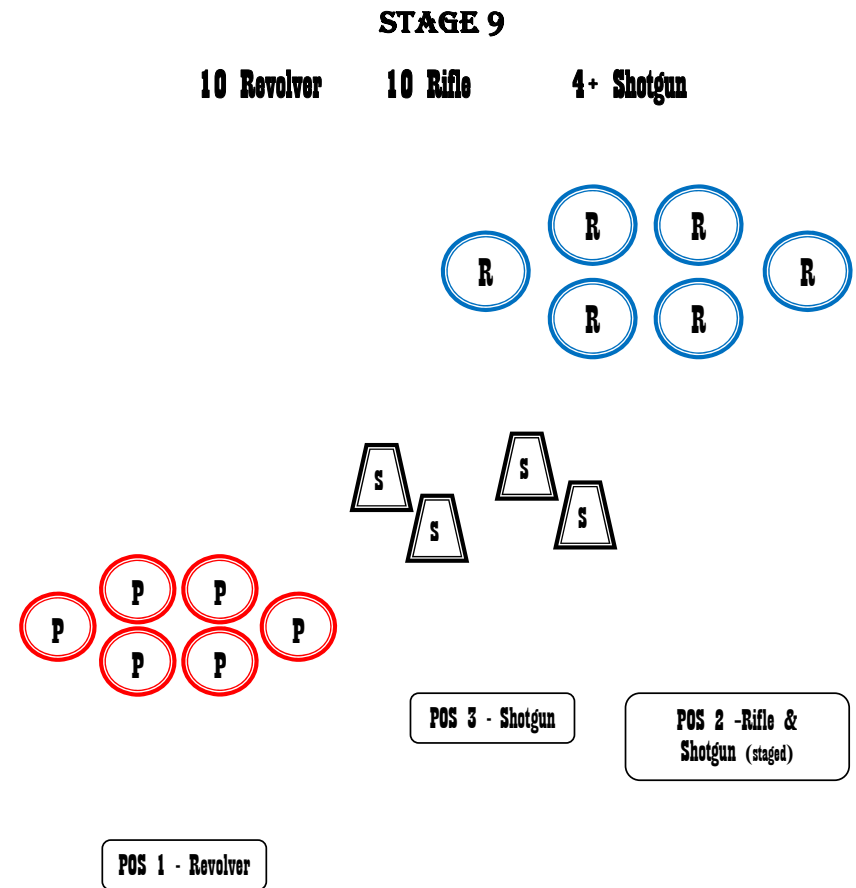 STAGE 9
10 Revolver 10 Rifle 4+ Shotgun
R R
R R
R R
S S
S S
P P
P P
P P
POS 3 - Shotgun
POS 2 -Rifle &
Shotgun (staged)
POS 1 - Revolver